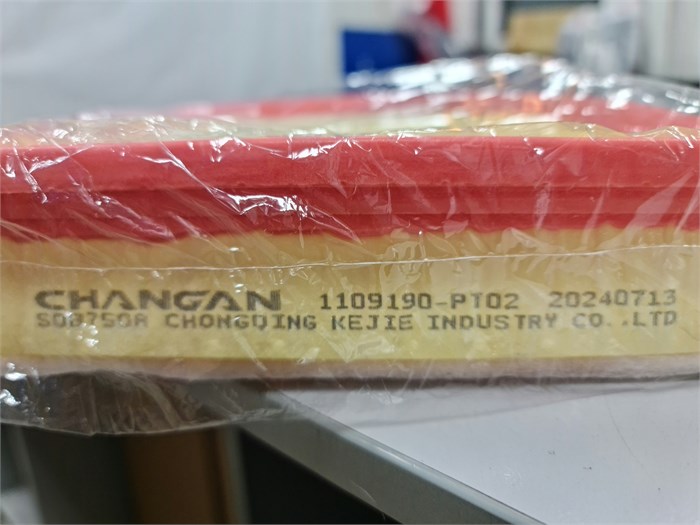 CHANGAN 1109190-PT02 20240713
S08750A CHONGQING KEJIE INDUSTRY CO.,LTD